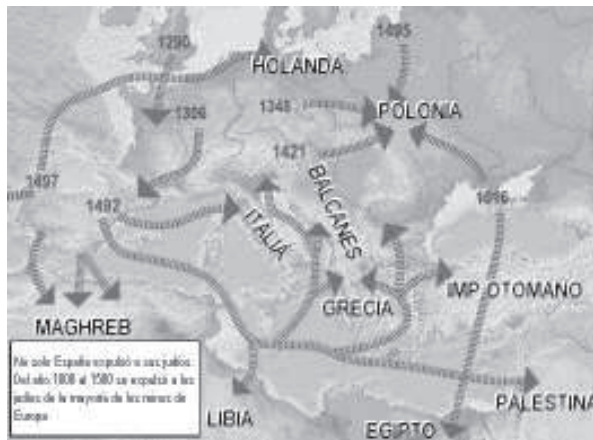 1290
1495
HOLANDA
1306
1348
POLONIA
1421
1497
1492
BALCANES
1016
ITALIA
IMP OTOMANO
GRECIA
MAGHREB
No solo España expulsó a sus judíos.
Del año 1000 al 1500 se expulsó a los
judíos de la mayoría de los reinos de
Europa
PALESTINA
LIBIA
EGIPTO